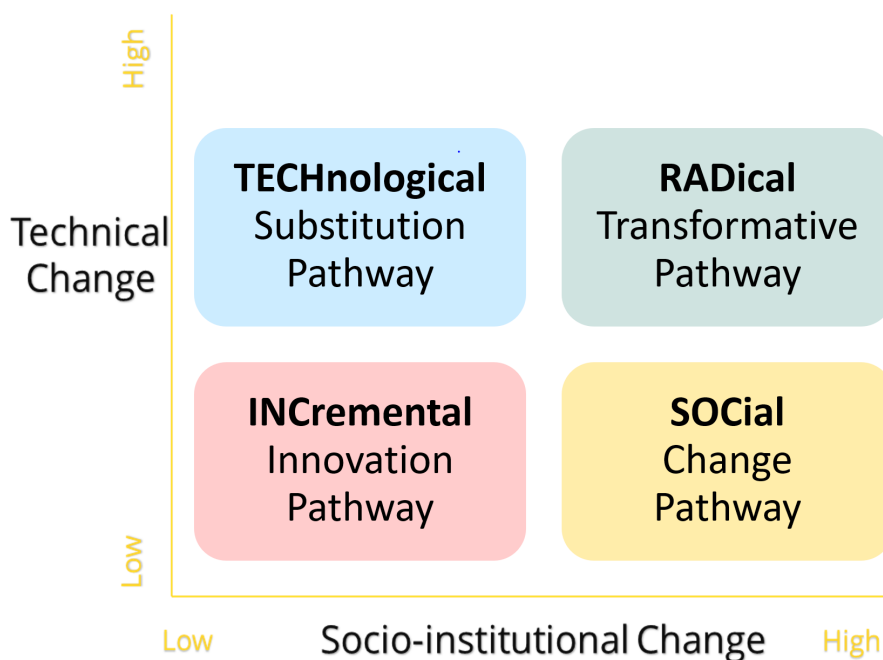 High
TECHnological
Substitution
Pathway
RADical
Transformative
Pathway
Technical
Change
INCremental
Innovation
Pathway
SOCial
Change
Pathway
Low
Low
Socio-institutional Change
High